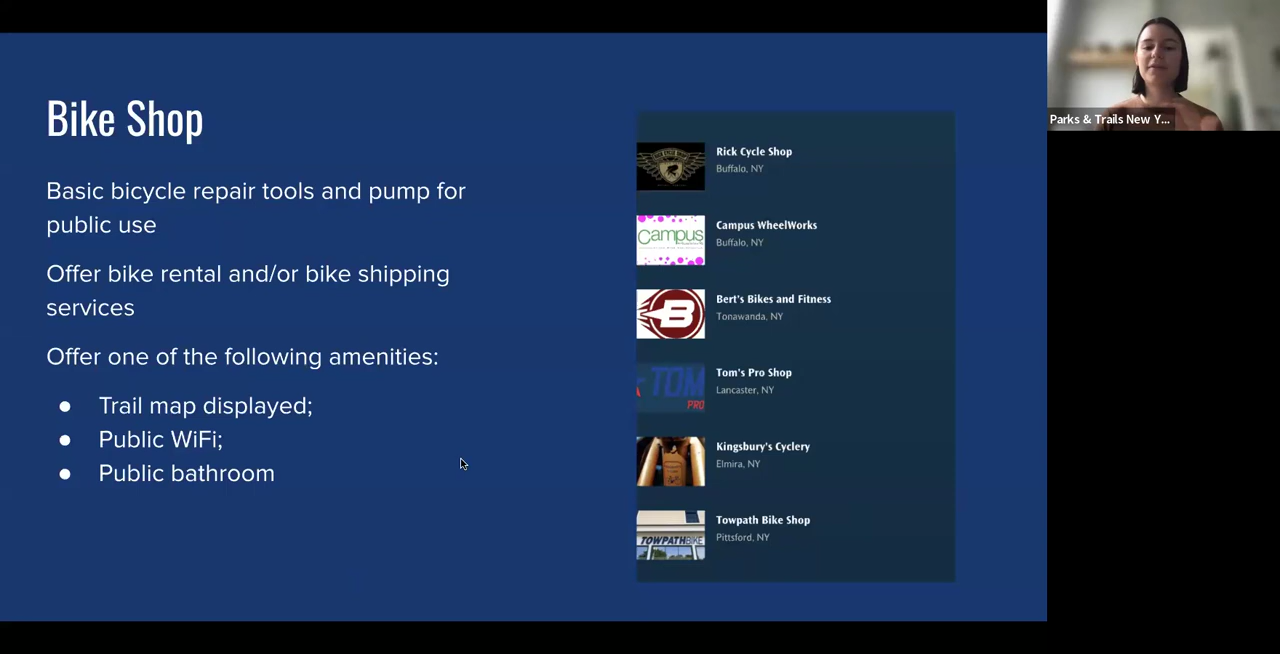 Bike Shop
Basic bicycle repair tools and pump for
public use
Offer bike rental and/or bike shipping
services
Offer one of the following amenities:
● Trail map displayed;
● Public WiFi;
● Public bathroom
Rick Cycle Shop
Buffalo, NY
Campus
Campus WheelWorks
Buffalo, NY
B
Bert's Bikes and Fitness
Tonawanda, NY
TOM
PRO
Tom's Pro Shop
Lancaster, NY
Kingsbury's Cyclery
Elmira, NY
TOWPATH BIKE
Towpath Bike Shop
Pittsford, NY
Parks & Trails New Y...